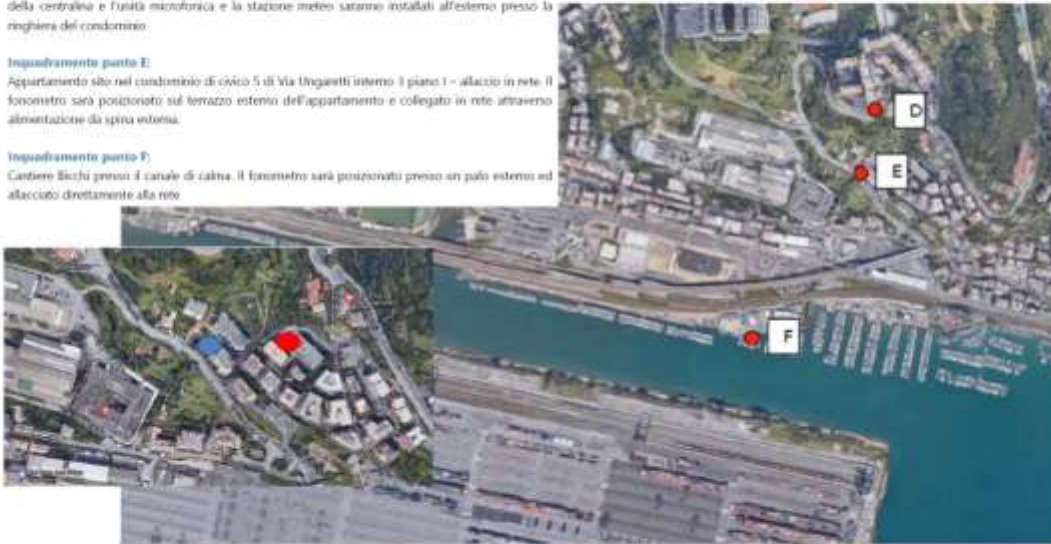 della centralina e l'unità microfonica e la stazione meteo saranno installati all'esterno presso la
ringhiera del condominio
Inquadramento punto E:
Appartamento sito nel condominio di civico 5 di Via Ungaretti interno 3 piano 1 – allaccio in rete. Il
fonometro sarà posizionato sul terrazzo esterno dell'appartamento e collegato in rete attraverso
alimentazione da spina esterna.
Inquadramento punto F:
Cantiere Bicchi presso il canale di calma. Il fonometro sarà posizionato presso un palo esterno ed
allacciato direttamente alla rete
D
E
F